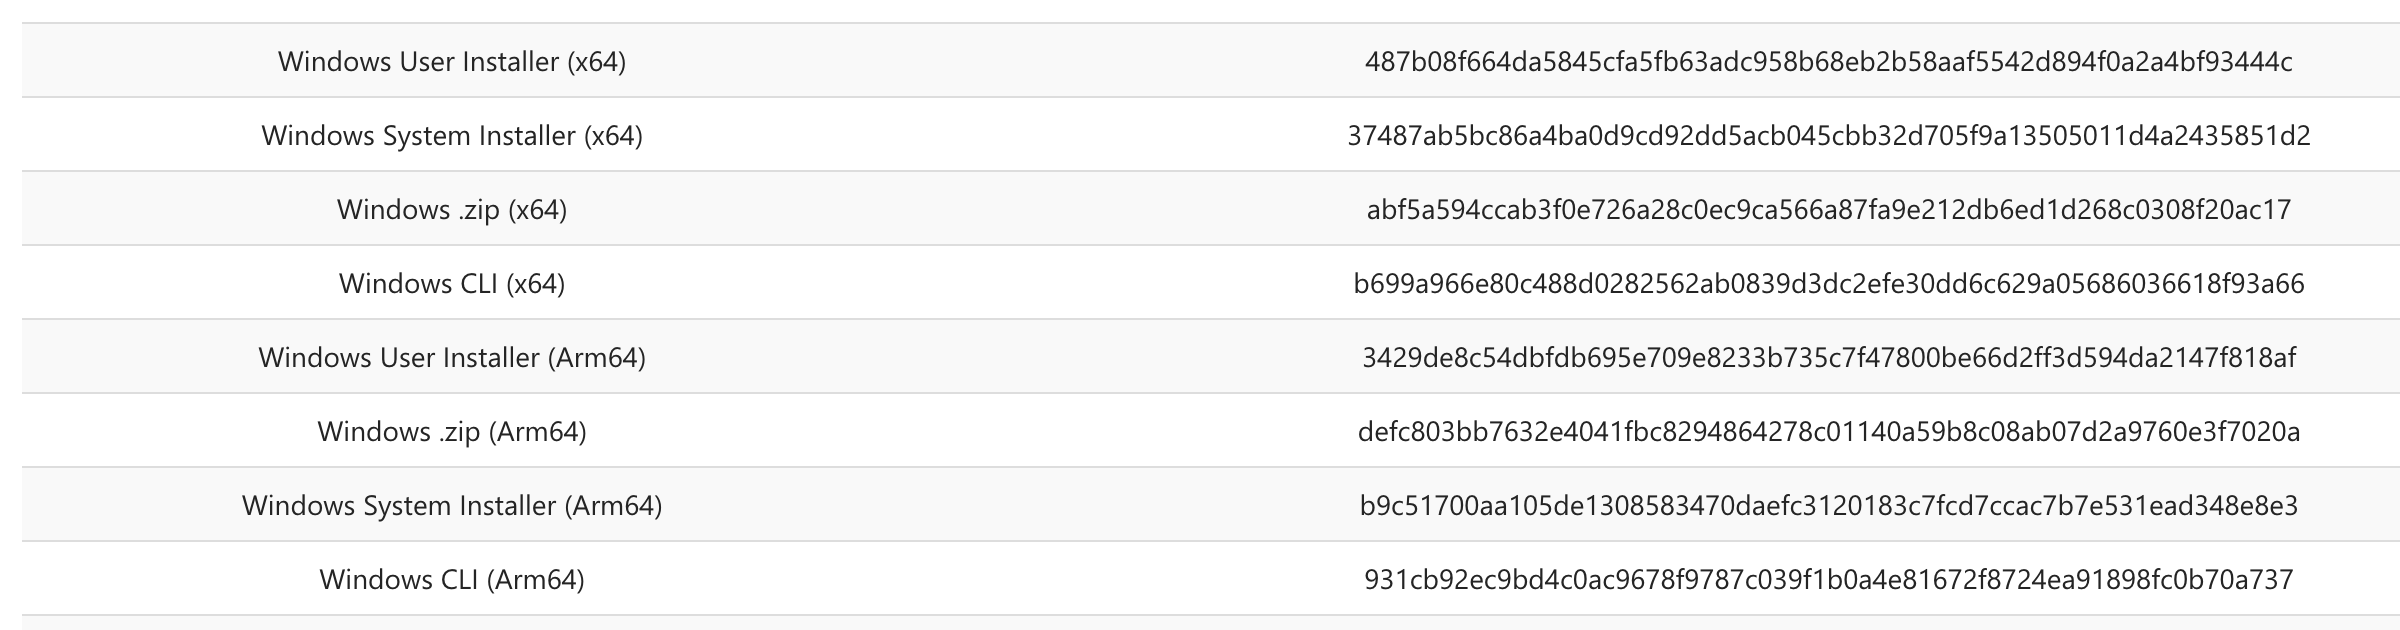 Windows User Installer (x64) 487b08f664da5845cfa5fb63adc958b68eb2b58aaf5542d894f0a2a4bf93444c
Windows System Installer (x64) 37487ab5bc86a4ba0d9cd92dd5acb045cbb32d705f9a13505011d4a2435851d2
Windows .zip (x64) abf5a594ccab3f0e726a28c0ec9ca566a87fa9e212db6ed1d268c0308f20ac17
Windows CLI (x64) b699a966e80c488d0282562ab0839d3dc2efe30dd6c629a05686036618f93a66
Windows User Installer (Arm64) 3429de8c54dbfdb695e709e8233b735c7f47800be66d2ff3d594da2147f818af
Windows .zip (Arm64) defc803bb7632e4041fbc8294864278c01140a59b8c08ab07d2a9760e3f7020a
Windows System Installer (Arm64) b9c51700aa105de1308583470daefc3120183c7fcd7ccac7b7e531ead348e8e3
Windows CLI (Arm64) 931cb92ec9bd4c0ac9678f9787c039f1b0a4e81672f8724ea91898fc0b70a737